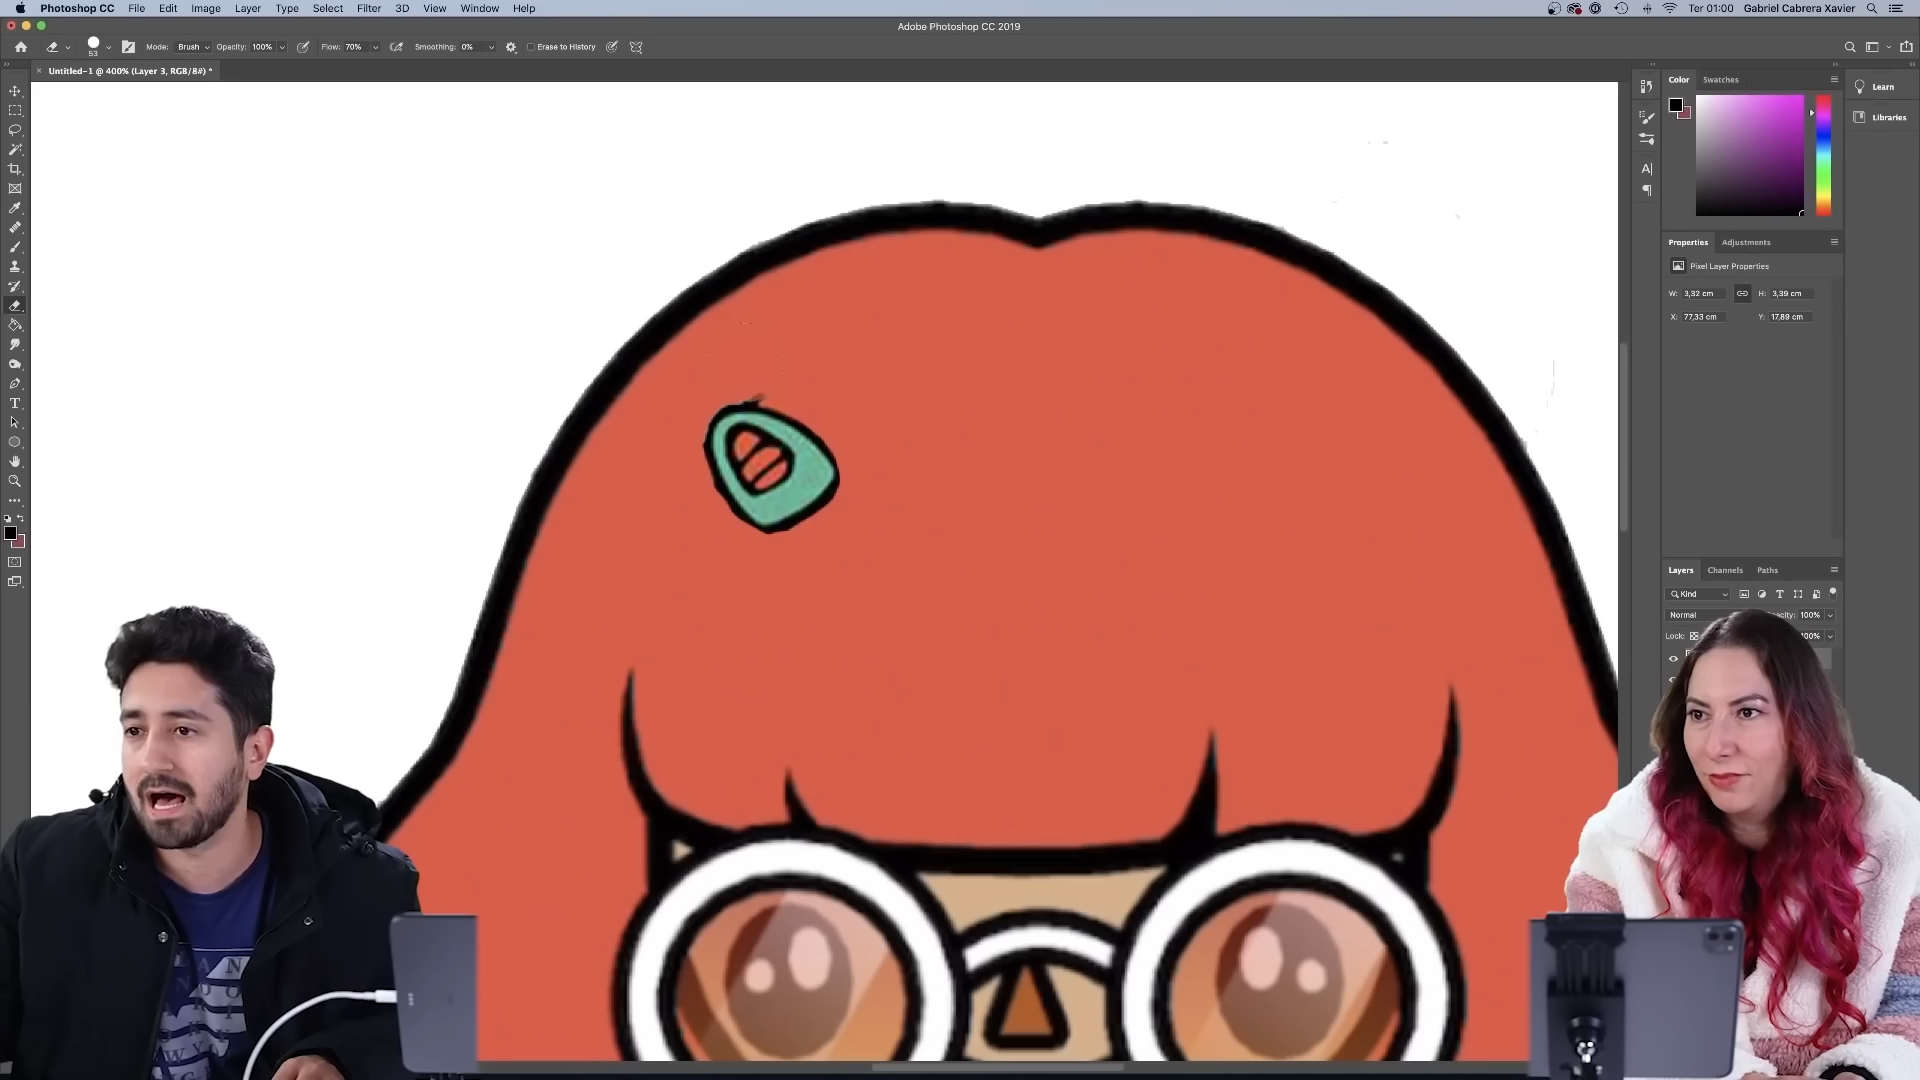 Photoshop CC File Edit Image Layer Type Select Filter 3D View Window Help Ter 01:00 Gabriel Cabrera Xavier
Adobe Photoshop CC 2019
53 Mode: Brush Opacity: 100% Flow: 70% Smoothing: 0% Erase to History
Untitled-1 @ 400% (Layer 3, RGB/8#) *
Color Swatches
Learn
Libraries
Properties Adjustments
Pixel Layer Properties
W: 3,32 cm H: 3,39 cm
X: 77,33 cm Y: 17,89 cm
Layers Channels Paths
Kind
Normal Opacity: 100%
Lock: 100%